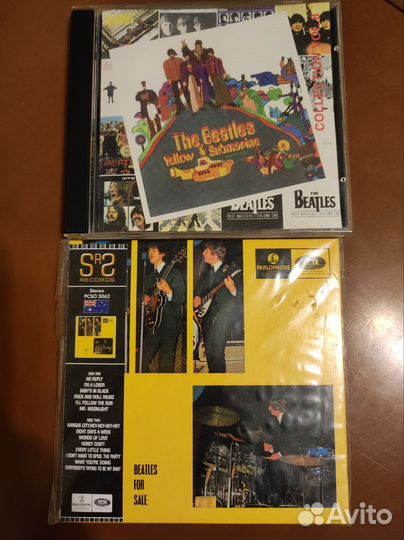 COLLECTION VOL.8
The Beatles
Yellow Submarine
BEATLES
PAST MASTERS · VOLUME ONE
THE
BEATLES
PAST MASTERS · VOLUME TWO
SRS
RECORDS
Stereo
PCSO 3062
SIDE ONE
NO REPLY
I'M A LOSER
BABY'S IN BLACK
ROCK AND ROLL MUSIC
I'LL FOLLOW THE SUN
MR. MOONLIGHT
SIDE TWO
KANSAS CITY/HEY-HEY-HEY-HEY
EIGHT DAYS A WEEK
WORDS OF LOVE
HONEY DON'T
EVERY LITTLE THING
I DON'T WANT TO SPOIL THE PARTY
WHAT YOU'RE DOING
EVERYBODY'S TRYING TO BE MY BABY
PARLOPHONE
BEATLES
FOR
SALE
Avito